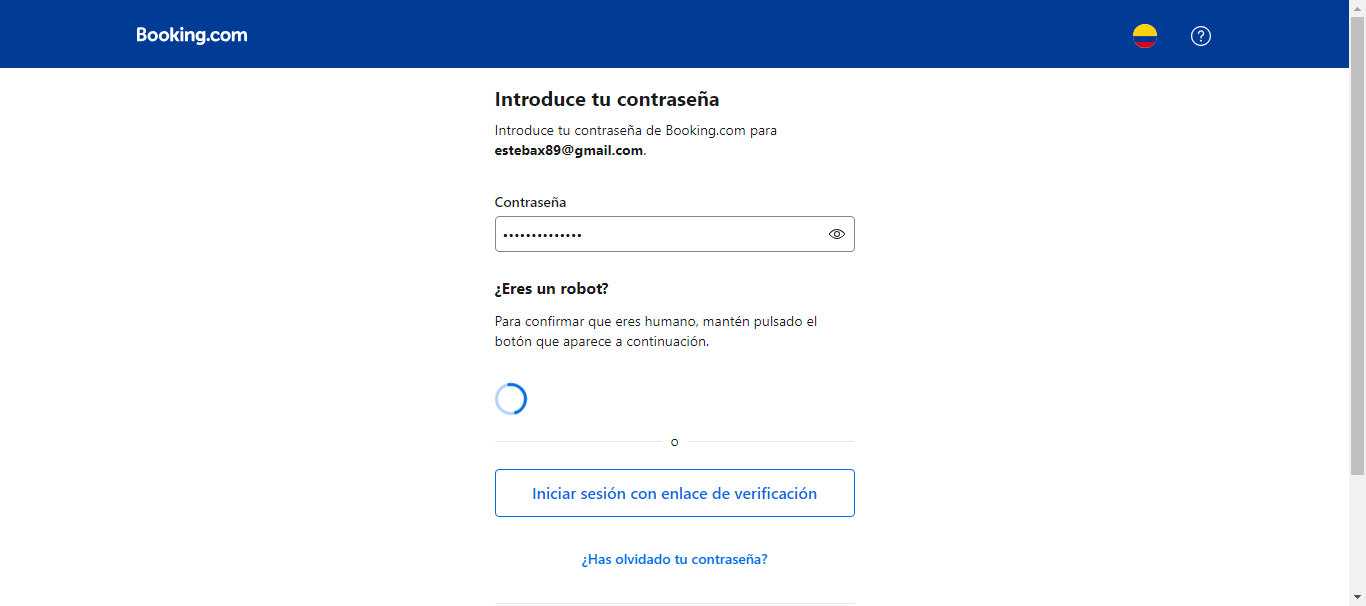 Booking.com
Introduce tu contraseña
Introduce tu contraseña de Booking.com para
estebax89@gmail.com.
Contraseña
¿Eres un robot?
Para confirmar que eres humano, mantén pulsado el
botón que aparece a continuación.
o
Iniciar sesión con enlace de verificación
¿Has olvidado tu contraseña?